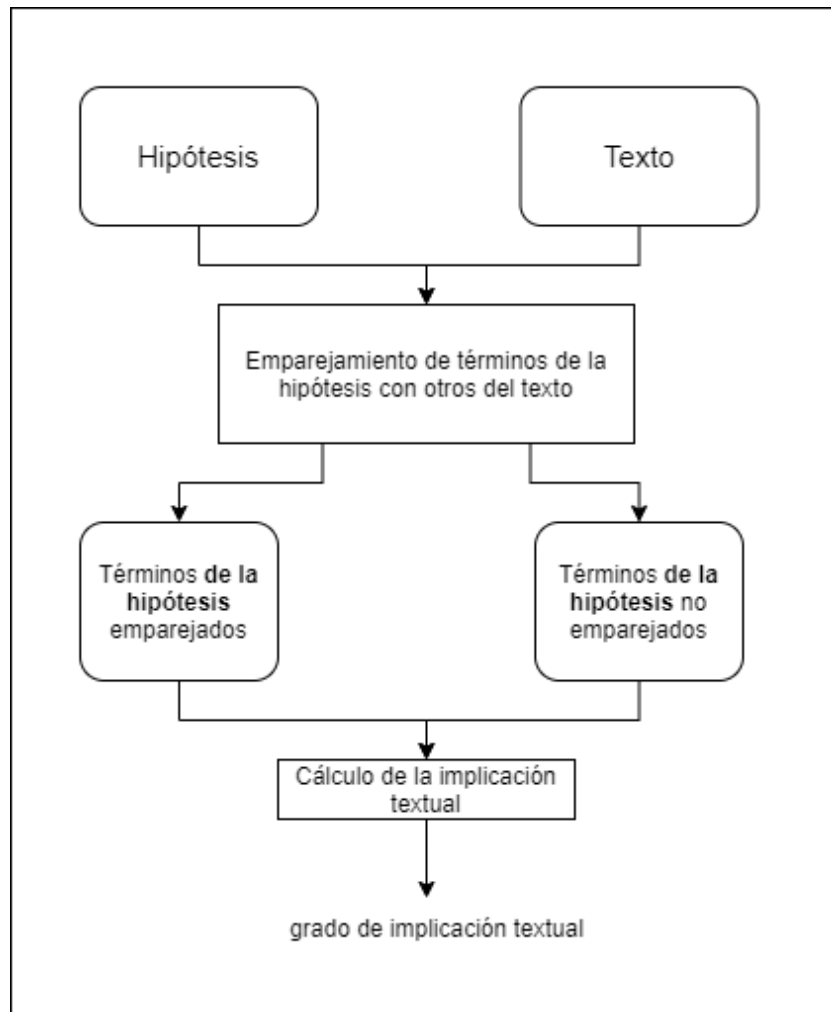 Hipótesis
Texto
Emparejamiento de términos de la
hipótesis con otros del texto
Términos de la
hipótesis
emparejados
Términos de la
hipótesis no
emparejados
Cálculo de la implicación
textual
grado de implicación textual